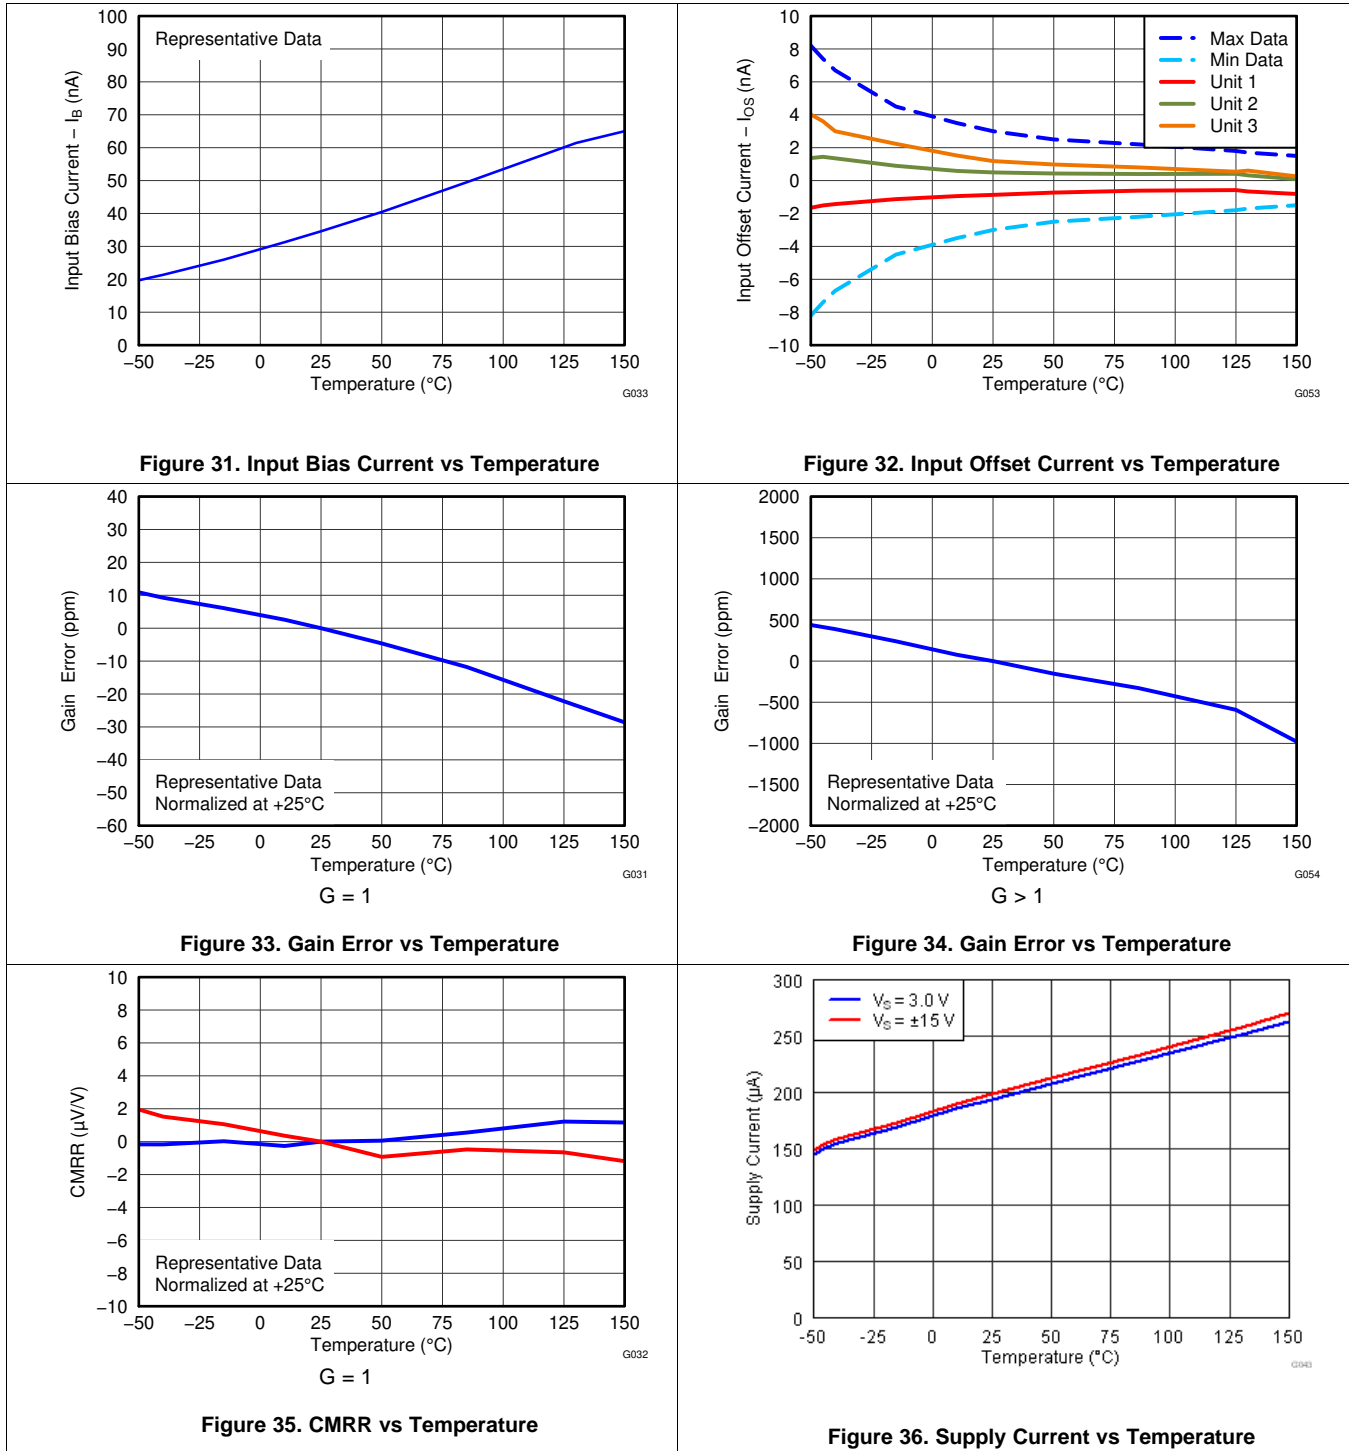 100
90
80
70
60
50
40
30
20
10
0
Input Bias Current – I_B (nA)
Representative Data
−50 −25 0 25 50 75 100 125 150
Temperature (°C)
G033
Figure 31. Input Bias Current vs Temperature
10
8
6
4
2
0
−2
−4
−6
−8
−10
Input Offset Current – I_OS (nA)
Max Data
Min Data
Unit 1
Unit 2
Unit 3
−50 −25 0 25 50 75 100 125 150
Temperature (°C)
G053
Figure 32. Input Offset Current vs Temperature
40
30
20
10
0
−10
−20
−30
−40
−50
−60
Gain Error (ppm)
Representative Data
Normalized at +25°C
−50 −25 0 25 50 75 100 125 150
Temperature (°C)
G031
G = 1
Figure 33. Gain Error vs Temperature
2000
1500
1000
500
0
−500
−1000
−1500
−2000
Gain Error (ppm)
Representative Data
Normalized at +25°C
−50 −25 0 25 50 75 100 125 150
Temperature (°C)
G054
G > 1
Figure 34. Gain Error vs Temperature
10
8
6
4
2
0
−2
−4
−6
−8
−10
CMRR (µV/V)
Representative Data
Normalized at +25°C
−50 −25 0 25 50 75 100 125 150
Temperature (°C)
G032
G = 1
Figure 35. CMRR vs Temperature
300
250
200
150
100
50
0
Supply Current (µA)
V_S = 3.0 V
V_S = ±15 V
-50 -25 0 25 50 75 100 125 150
Temperature (°C)
G043
Figure 36. Supply Current vs Temperature